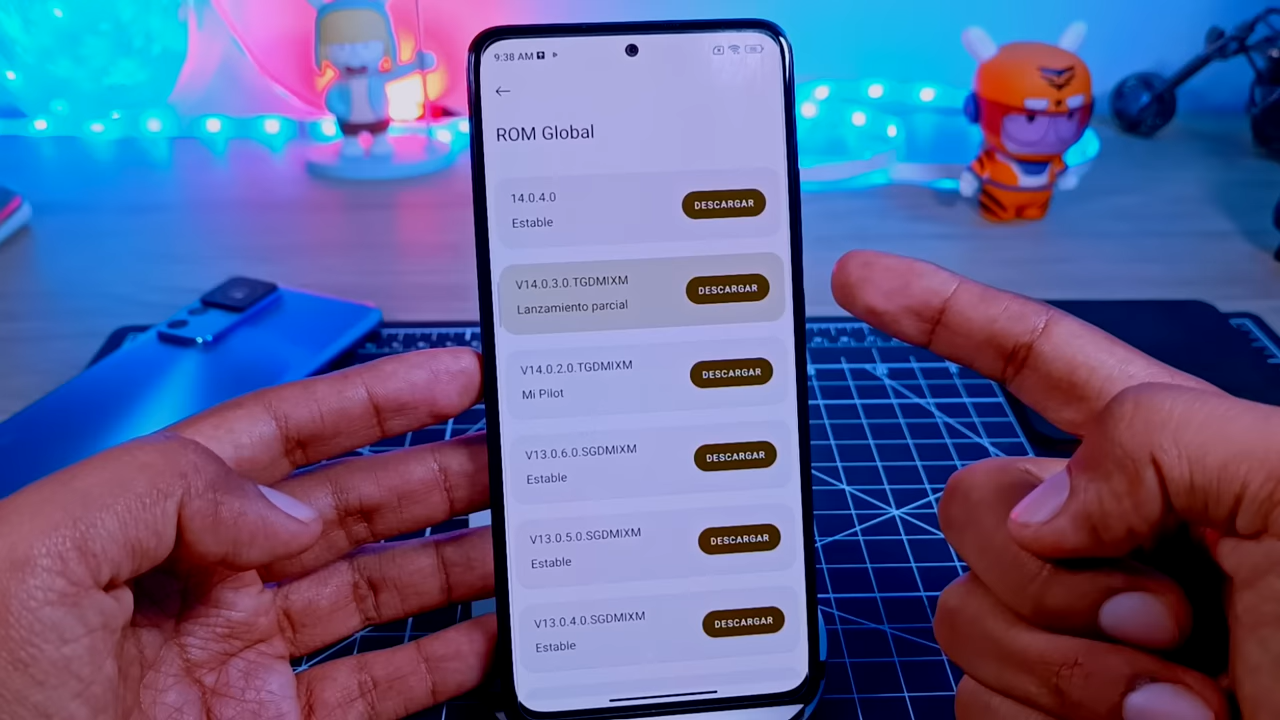 9:38 AM
ROM Global
14.0.4.0
Estable
DESCARGAR
V14.0.3.0.TGDMIXM
Lanzamiento parcial
DESCARGAR
V14.0.2.0.TGDMIXM
Mi Pilot
DESCARGAR
V13.0.6.0.SGDMIXM
Estable
DESCARGAR
V13.0.5.0.SGDMIXM
Estable
DESCARGAR
V13.0.4.0.SGDMIXM
Estable
DESCARGAR